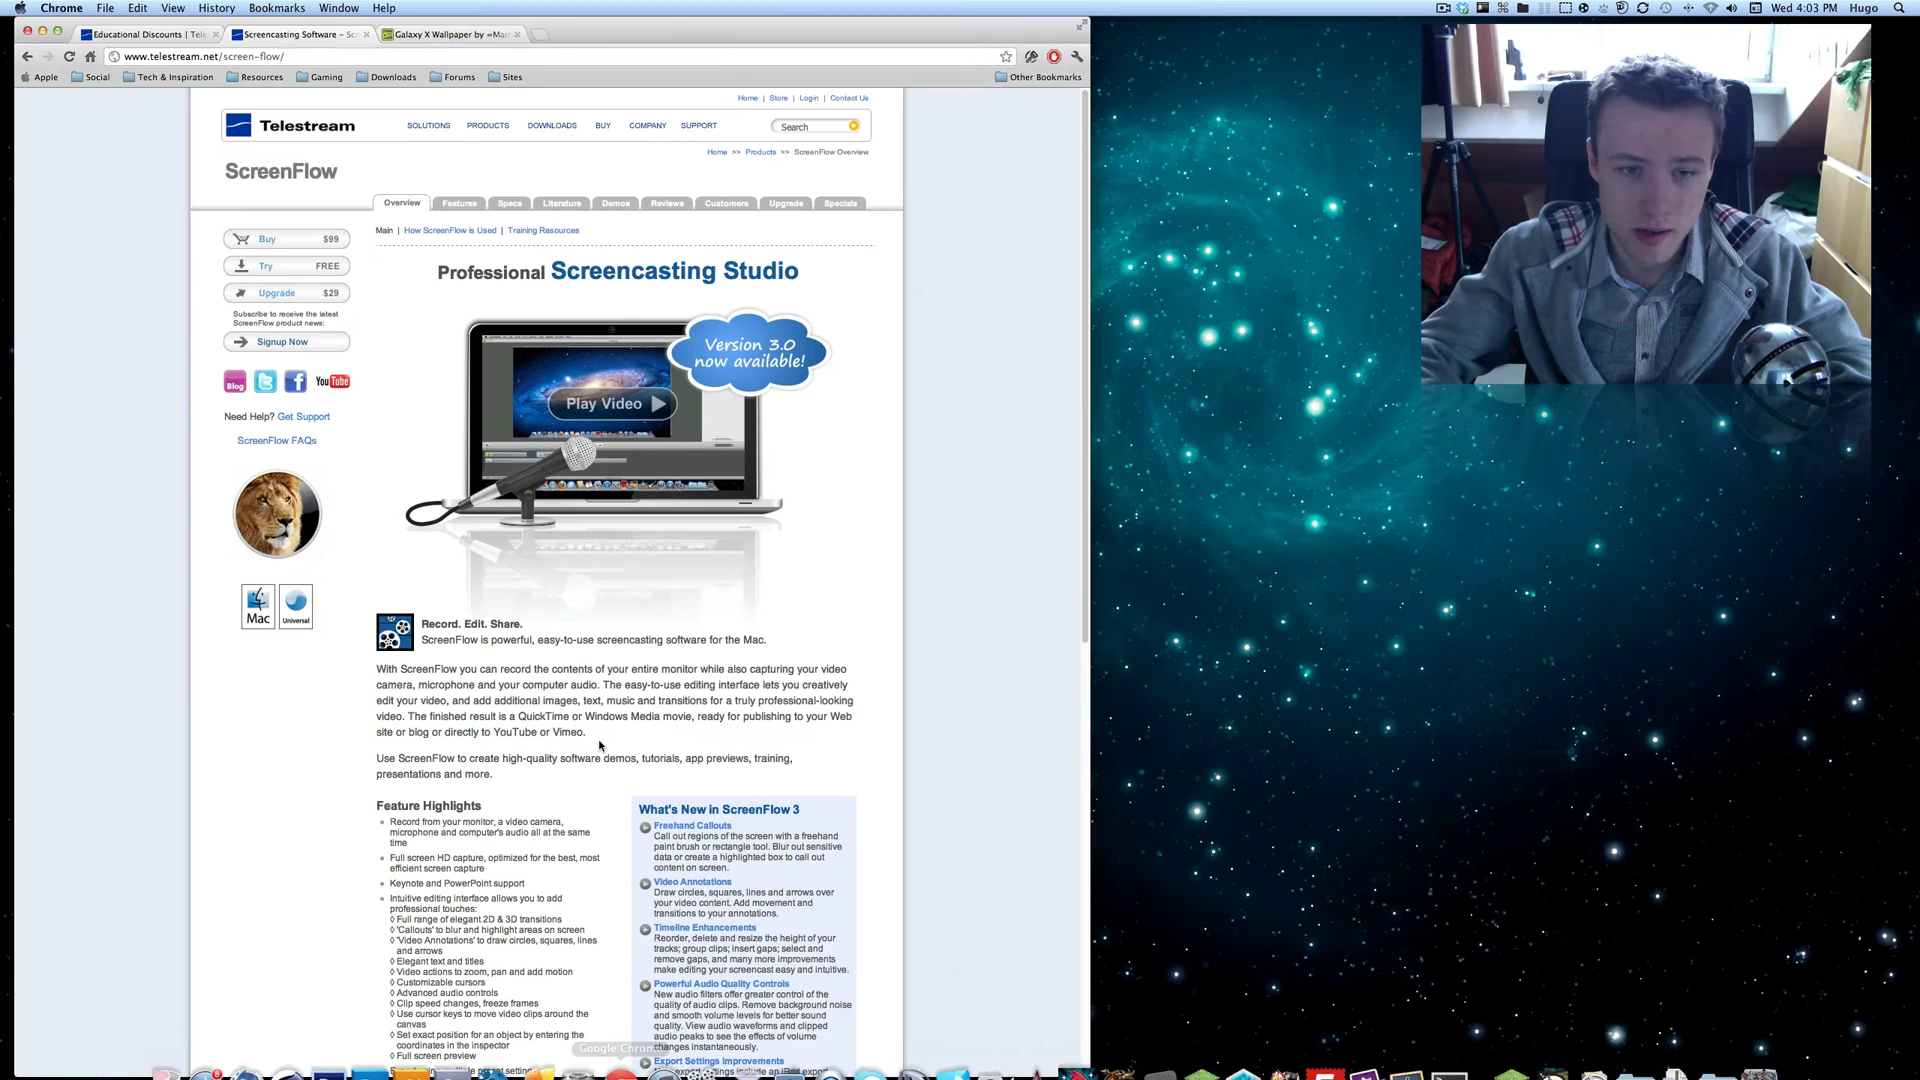 Chrome File Edit View History Bookmarks Window Help
Wed 4:03 PM Hugo
Educational Discounts | Tele
Screencasting Software – Scr
Galaxy X Wallpaper by
www.telestream.net/screen-flow/
Apple Social Tech & Inspiration Resources Gaming Downloads Forums Sites Other Bookmarks
Home | Store | Login | Contact Us
Telestream SOLUTIONS PRODUCTS DOWNLOADS BUY COMPANY SUPPORT Search
Home >> Products >> ScreenFlow Overview
ScreenFlow
Overview Features Specs Literature Demos Reviews Customers Upgrade Specials
Main | How ScreenFlow is Used | Training Resources
Buy $99
Try FREE
Upgrade $29
Subscribe to receive the latest
ScreenFlow product news:
Signup Now
Blog
You Tube
Need Help? Get Support
ScreenFlow FAQs
Mac
Universal
Professional Screencasting Studio
Version 3.0
now available!
Play Video
Record. Edit. Share.
ScreenFlow is powerful, easy-to-use screencasting software for the Mac.
With ScreenFlow you can record the contents of your entire monitor while also capturing your video
camera, microphone and your computer audio. The easy-to-use editing interface lets you creatively
edit your video, and add additional images, text, music and transitions for a truly professional-looking
video. The finished result is a QuickTime or Windows Media movie, ready for publishing to your Web
site or blog or directly to YouTube or Vimeo.
Use ScreenFlow to create high-quality software demos, tutorials, app previews, training,
presentations and more.
Feature Highlights
Record from your monitor, a video camera,
microphone and computer's audio all at the same
time
Full screen HD capture, optimized for the best, most
efficient screen capture
Keynote and PowerPoint support
Intuitive editing interface allows you to add
professional touches:
◊ Full range of elegant 2D & 3D transitions
◊ 'Callouts' to blur and highlight areas on screen
◊ 'Video Annotations' to draw circles, squares, lines
and arrows
◊ Elegant text and titles
◊ Video actions to zoom, pan and add motion
◊ Customizable cursors
◊ Advanced audio controls
◊ Clip speed changes, freeze frames
◊ Use cursor keys to move video clips around the
canvas
◊ Set exact position for an object by entering the
coordinates in the inspector
◊ Full screen preview
What's New in ScreenFlow 3
Freehand Callouts
Call out regions of the screen with a freehand
paint brush or rectangle tool. Blur out sensitive
data or create a highlighted box to call out
content on screen.
Video Annotations
Draw circles, squares, lines and arrows over
your video content. Add movement and
transitions to your annotations.
Timeline Enhancements
Reorder, delete and resize the height of your
tracks; group clips; insert gaps; select and
remove gaps, and many more improvements
make editing your screencast easy and intuitive.
Powerful Audio Quality Controls
New audio filters offer greater control of the
quality of audio clips. Remove background noise
and smooth volume levels for better sound
quality. View audio waveforms and clipped
audio peaks to see the effects of volume
changes instantaneously.
Export Settings Improvements
Google Chrome